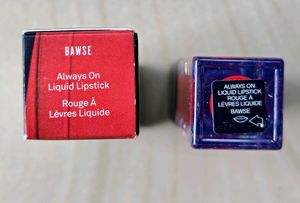 BAWSE
Always On
Liquid Lipstick
Rouge À
Lèvres Liquide
ALWAYS ON
LIQUID LIPSTICK
ROUGE À
LÈVRES LIQUIDE
BAWSE